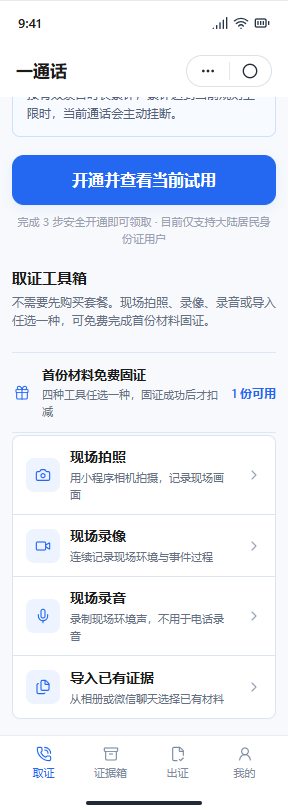 9:41
一通话
限时，当前通话会主动挂断。
开通并查看当前试用
完成 3 步安全开通即可领取 · 目前仅支持大陆居民身
份证用户
取证工具箱
不需要先购买套餐。现场拍照、录像、录音或导入
任选一种，可免费完成首份材料固证。
首份材料免费固证
四种工具任选一种，固证成功后才扣
减
1 份可用
现场拍照
用小程序相机拍摄，记录现场画
面
现场录像
连续记录现场环境与事件过程
现场录音
录制现场环境声，不用于电话录
音
导入已有证据
从相册或微信聊天选择已有材料
取证
证据箱
出证
我的